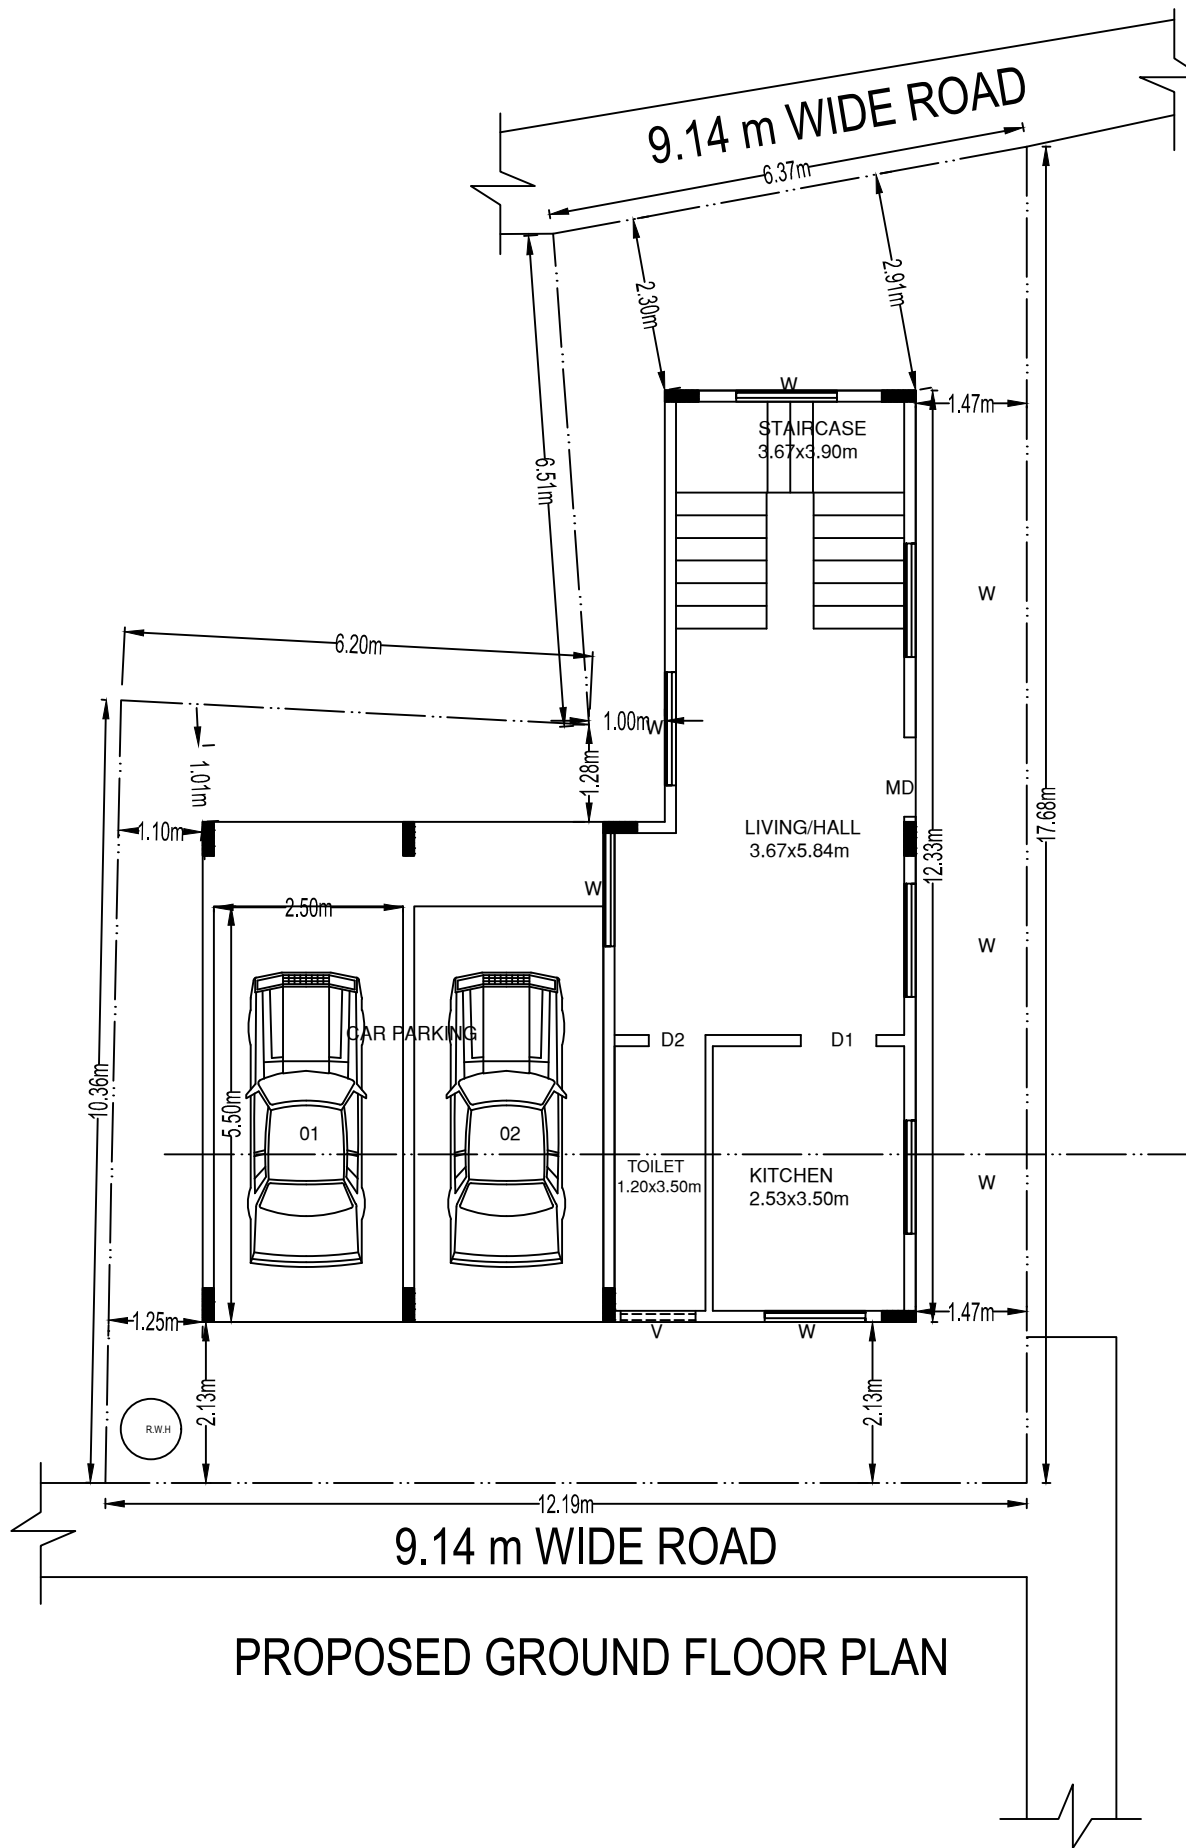 9.14 m WIDE ROAD
6.37m
2.30m
2.91m
6.51m
W
1.47m
STAIRCASE
3.67x3.90m
W
6.20m
1.00m
W
1.28m
1.01m
1.10m
MD
17.68m
LIVING/HALL
3.67x5.84m
12.33m
W
2.50m
W
CAR PARKING
D2
D1
10.36m
5.50m
01
02
TOILET
1.20x3.50m
KITCHEN
2.53x3.50m
W
1.25m
1.47m
V
W
2.13m
2.13m
R.W.H
12.19m
9.14 m WIDE ROAD
PROPOSED GROUND FLOOR PLAN